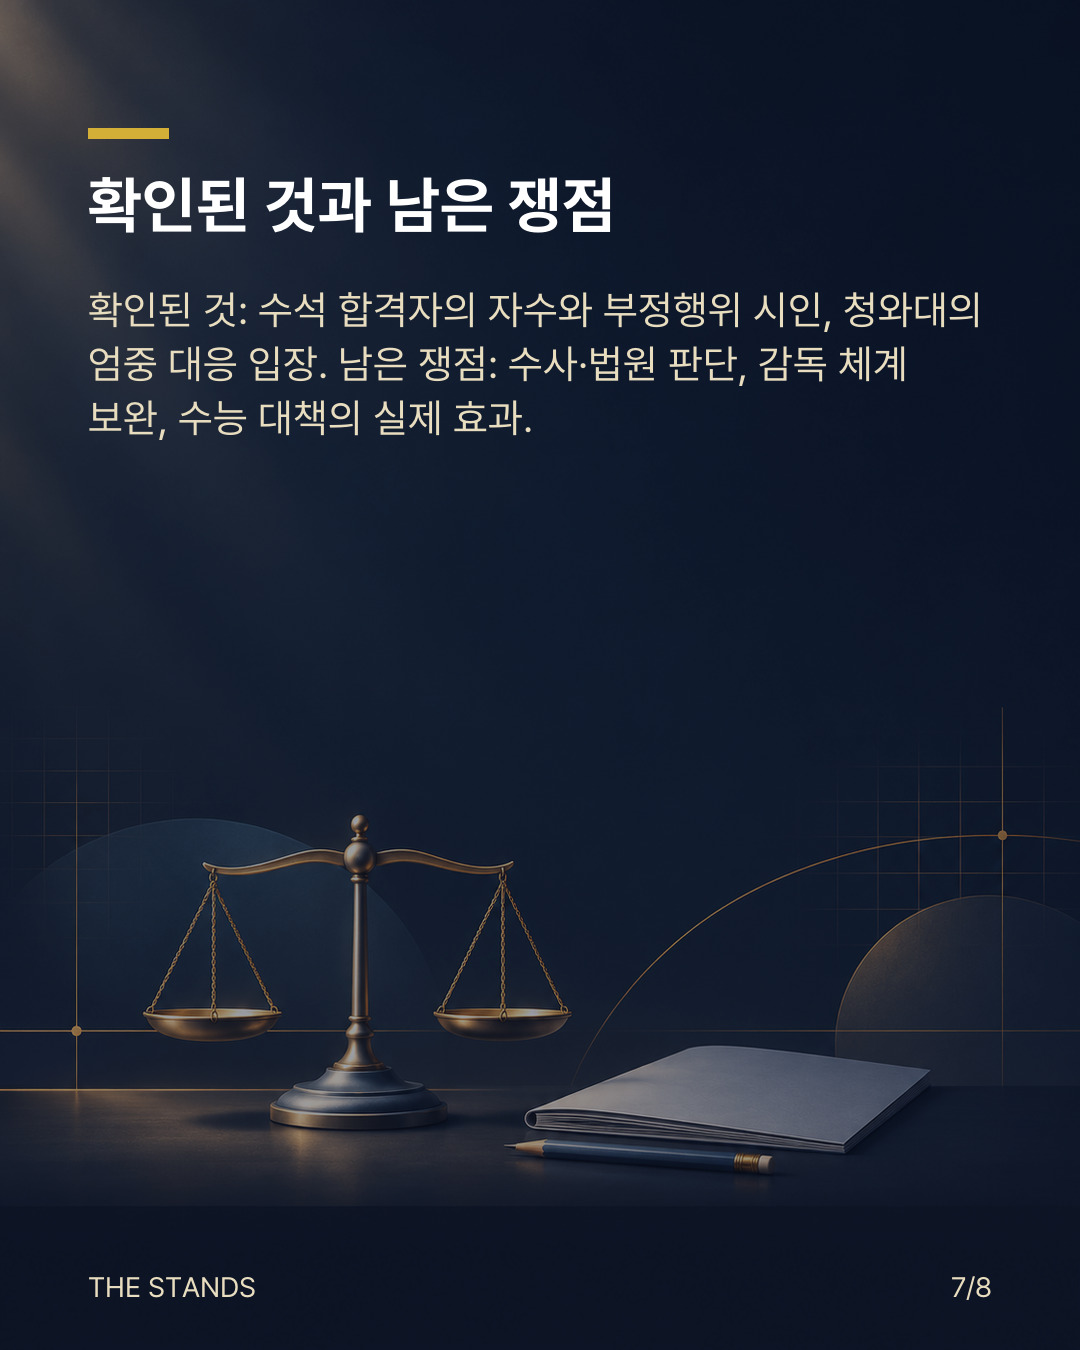 확인된 것과 남은 쟁점
확인된 것: 수석 합격자의 자수와 부정행위 시인, 청와대의
엄중 대응 입장. 남은 쟁점: 수사·법원 판단, 감독 체계
보완, 수능 대책의 실제 효과.
THE STANDS
7/8